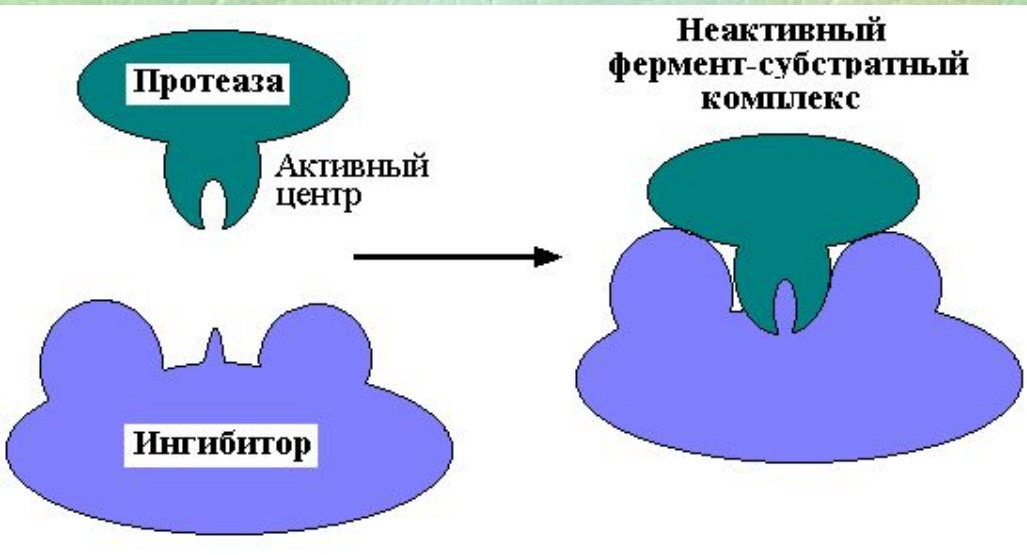 Протеаза
Активный
центр
Ингибитор
Неактивный
фермент-субстратный
комплекс